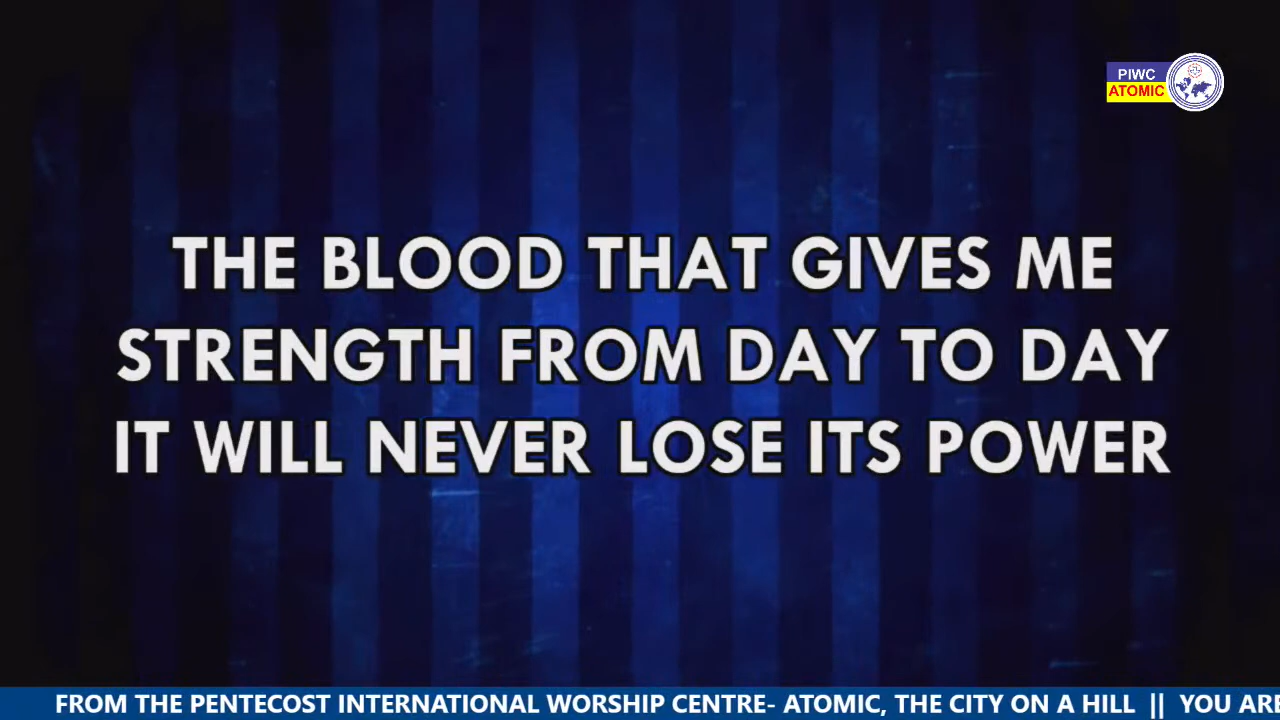 PIWC
ATOMIC
THE BLOOD THAT GIVES ME
STRENGTH FROM DAY TO DAY
IT WILL NEVER LOSE ITS POWER
FROM THE PENTECOST INTERNATIONAL WORSHIP CENTRE- ATOMIC, THE CITY ON A HILL || YOU ARE